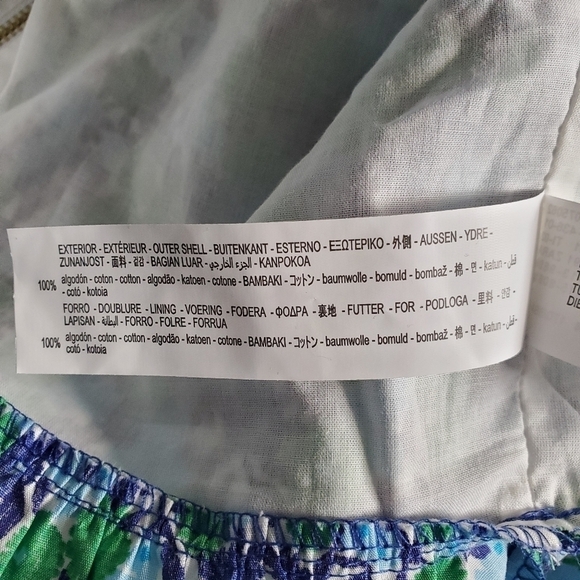 EXTERIOR - EXTÉRIEUR - OUTER SHELL - BUITENKANT - ESTERNO - ΕΞΩΤΕΡΙΚΟ - 外側 - AUSSEN - YDRE -
ZUNANJOST - 面料 - 겉감 - BAGIAN LUAR - الجزء الخارجي - KANPOKOA
100% algodón - coton - cotton - algodão - katoen - cotone - BAMBAKI - コットン - baumwolle - bomuld - bombaž - 棉 - 면 - katun - قطن
- cotó - kotoia
FORRO - DOUBLURE - LINING - VOERING - FODERA - ΦΟΔΡΑ - 裏地 - FUTTER - FOR - PODLOGA - 里料 - 안감 -
LAPISAN - البطانة - FORRO - FOLRE - FORRUA
100% algodón - coton - cotton - algodão - katoen - cotone - BAMBAKI - コットン - baumwolle - bomuld - bombaž - 棉 - 면 - katun - قطن
- cotó - kotoia
1
TU
DIE